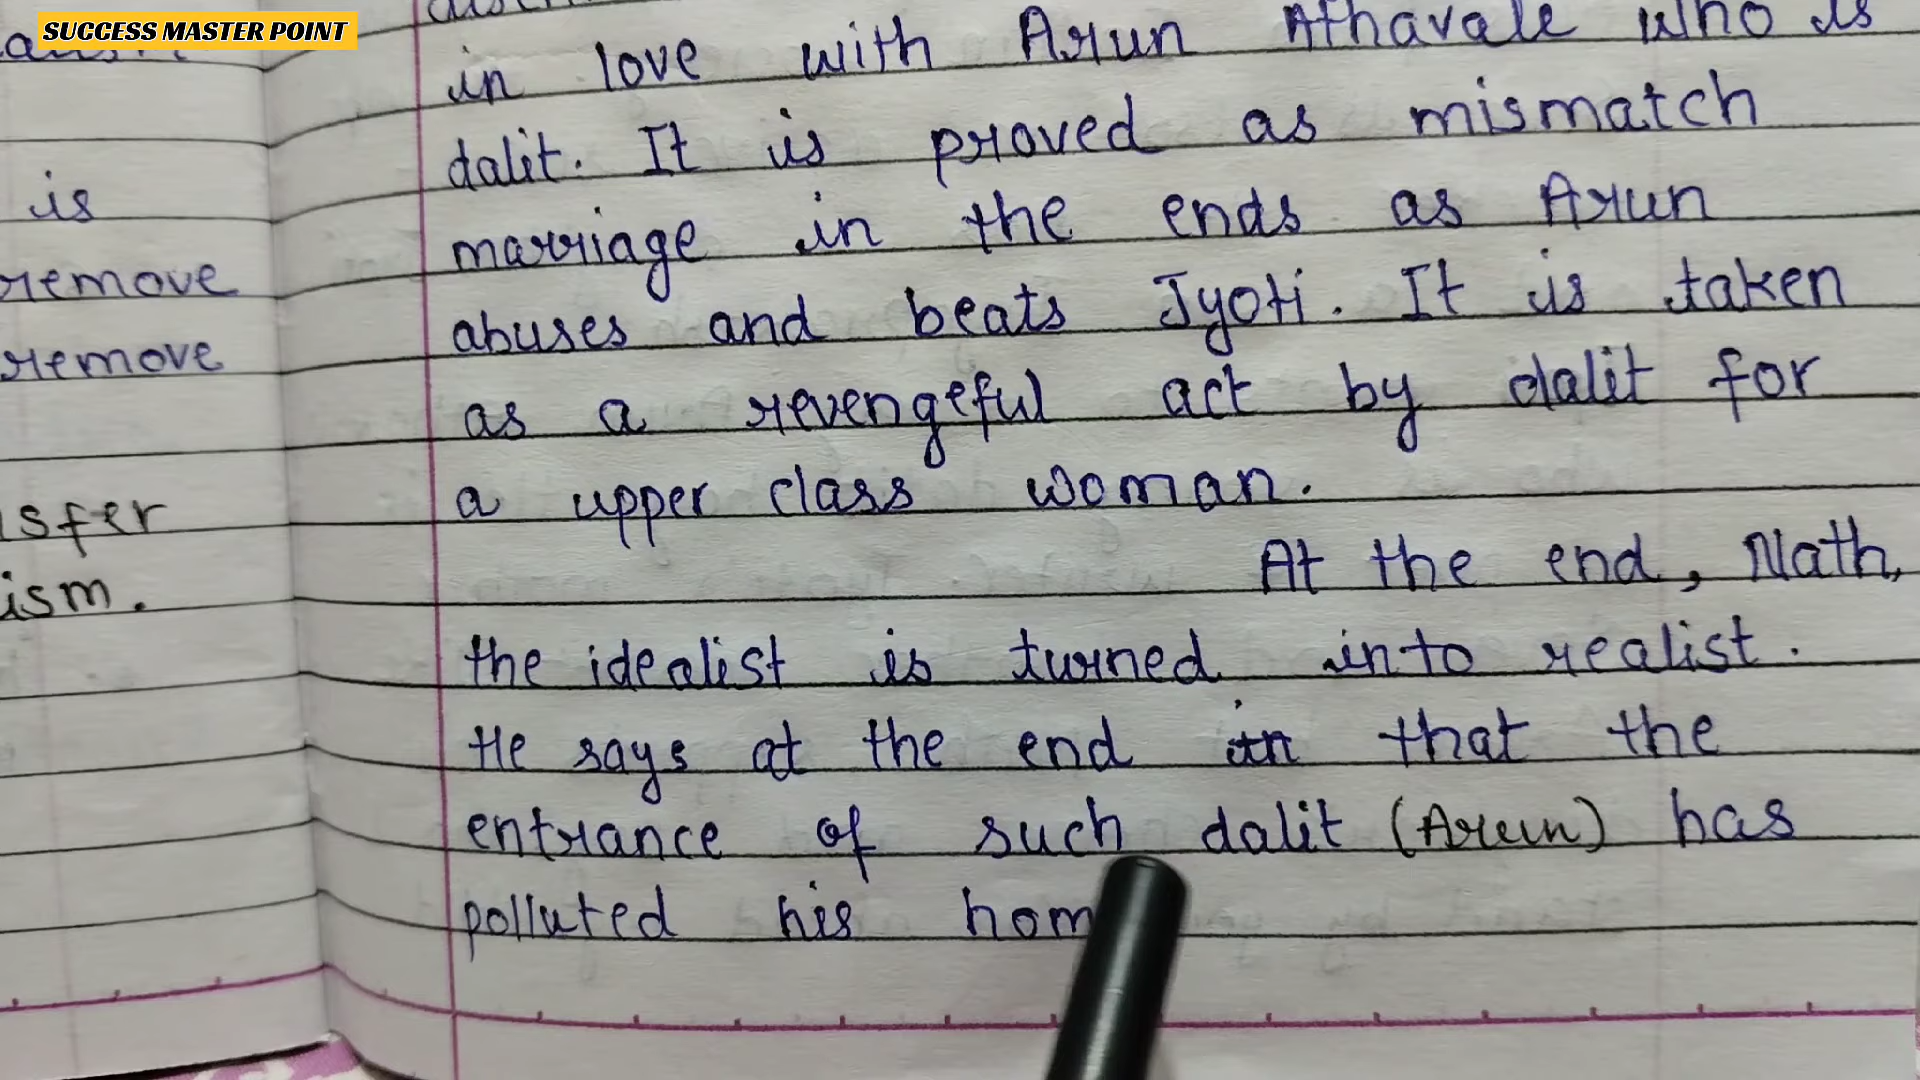 SUCCESS MASTER POINT
in love with Arun Athavale who is
dalit. It is proved as mismatch
is
marriage in the ends as Arun
remove
abuses and beats Jyoti. It is taken
remove
as a revengeful act by dalit for
a upper class woman.
sfer
At the end, Nath,
ism.
the idealist is turned into realist.
He says at the end in that the
entrance of such dalit (Arun) has
polluted his hom